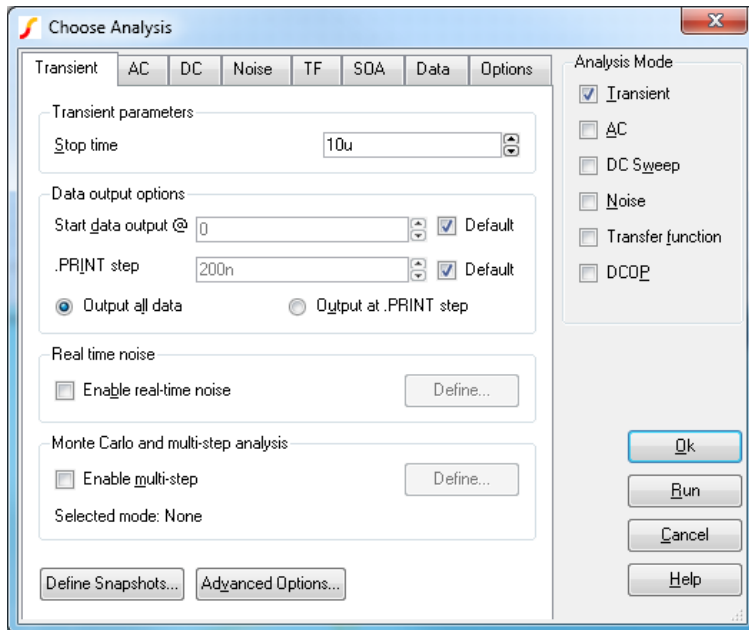 Choose Analysis
Transient AC DC Noise TF SOA Data Options
Transient parameters
Stop time 10u
Data output options
Start data output @ 0 Default
.PRINT step 200n Default
Output all data Output at .PRINT step
Real time noise
Enable real-time noise Define...
Monte Carlo and multi-step analysis
Enable multi-step Define...
Selected mode: None
Define Snapshots... Advanced Options...
Analysis Mode
Transient
AC
DC Sweep
Noise
Transfer function
DCOP
Ok
Run
Cancel
Help